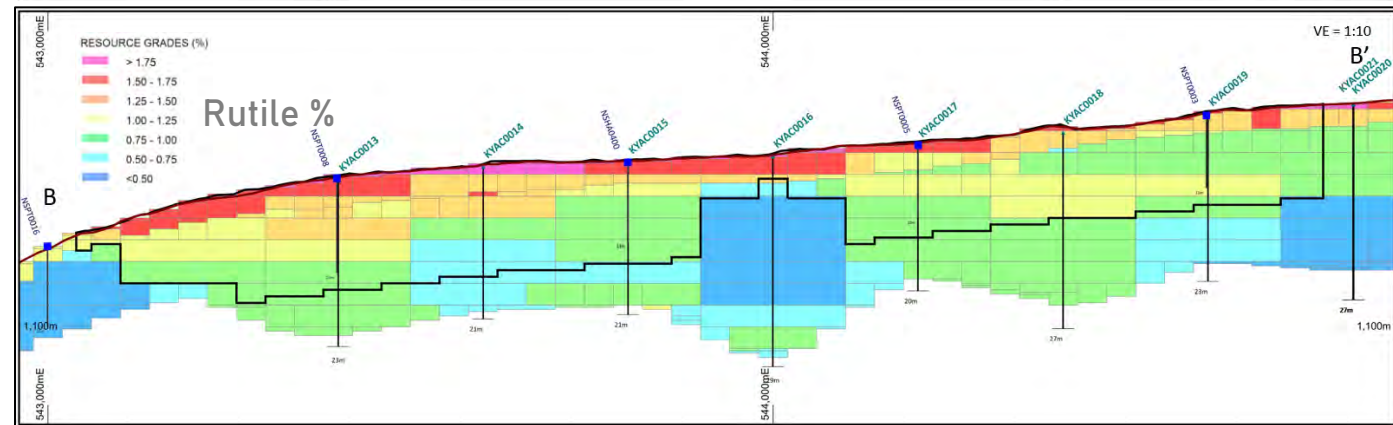 543,000mE
544,000mE
VE = 1:10
B'
RESOURCE GRADES (%)
> 1.75
1.50 - 1.75
1.25 - 1.50
1.00 - 1.25
0.75 - 1.00
0.50 - 0.75
<0.50
Rutile %
B
NSPT0016
NSPT0008
KYAC0013
KYAC0014
NSHA0400
KYAC0015
KYAC0016
NSPT0005
KYAC0017
KYAC0018
NSPT0003
KYAC0019
KYAC0021
KYAC0020
1,100m
23m
21m
21m
29m
20m
27m
23m
27m
1,100m
543,000mE
544,000mE